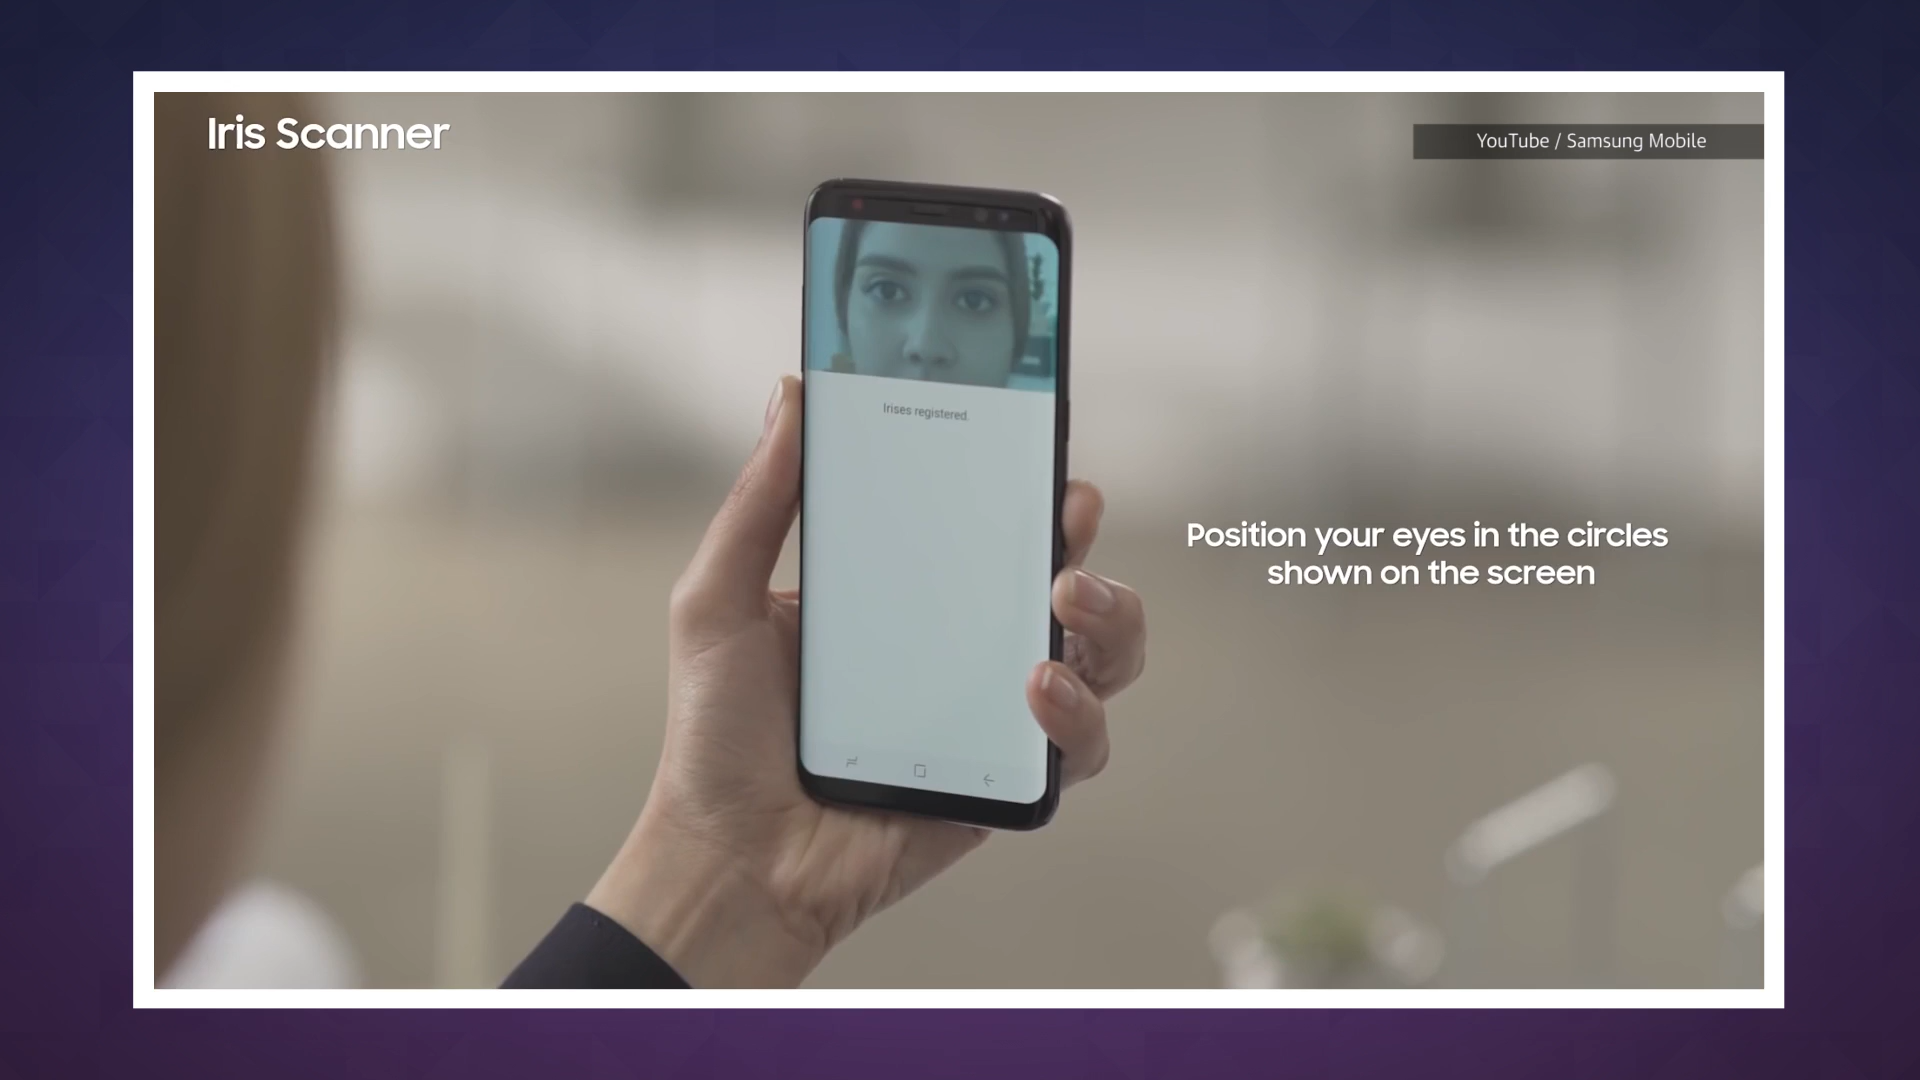 Iris Scanner
YouTube / Samsung Mobile
Irises registered.
Position your eyes in the circles
shown on the screen